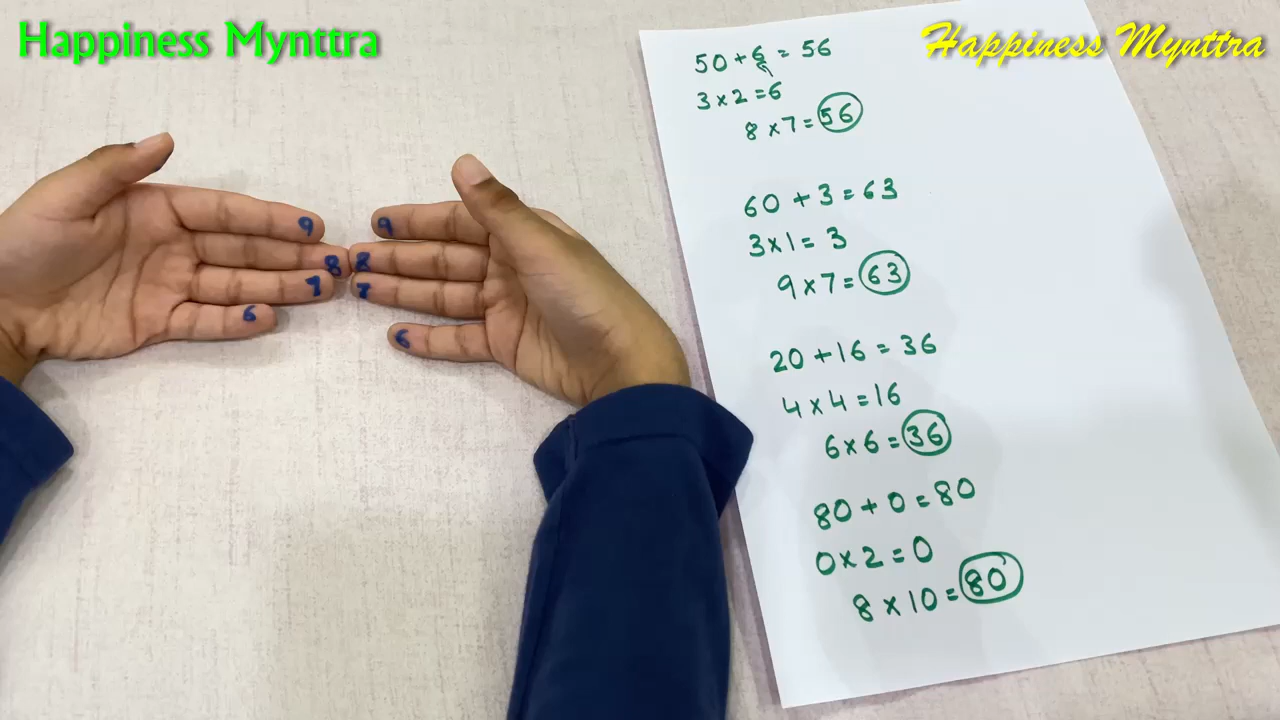 Happiness Mynttra
Happiness Mynttra
50 + 6 = 56
3 x 2 = 6
8 x 7 = 56
60 + 3 = 63
3 x 1 = 3
9 x 7 = 63
20 + 16 = 36
4 x 4 = 16
6 x 6 = 36
80 + 0 = 80
0 x 2 = 0
8 x 10 = 80
9
8
7
6
9
8
7
6